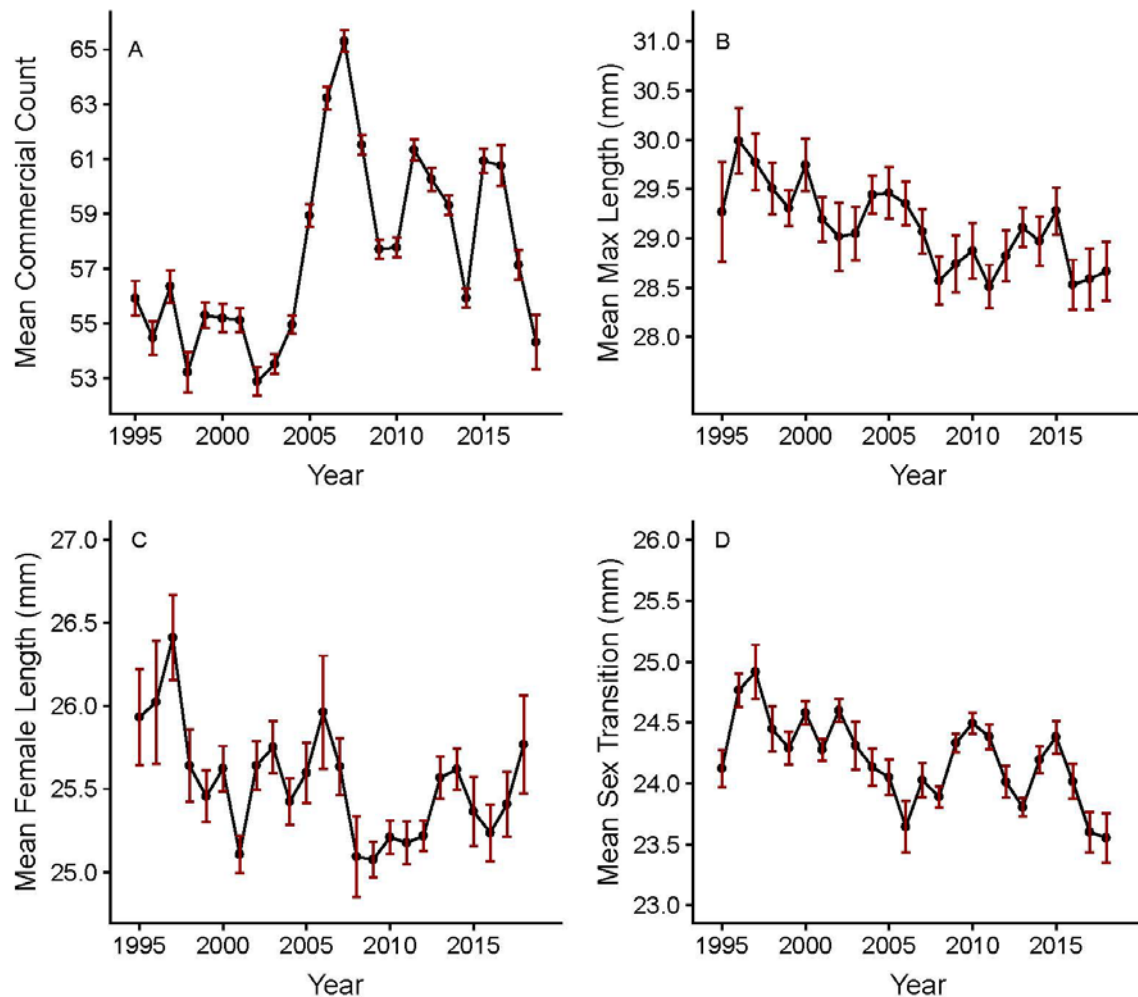 A
Mean Commercial Count
65
63
61
59
57
55
53
1995 2000 2005 2010 2015
Year
B
Mean Max Length (mm)
31.0
30.5
30.0
29.5
29.0
28.5
28.0
1995 2000 2005 2010 2015
Year
C
Mean Female Length (mm)
27.0
26.5
26.0
25.5
25.0
1995 2000 2005 2010 2015
Year
D
Mean Sex Transition (mm)
26.0
25.5
25.0
24.5
24.0
23.5
23.0
1995 2000 2005 2010 2015
Year